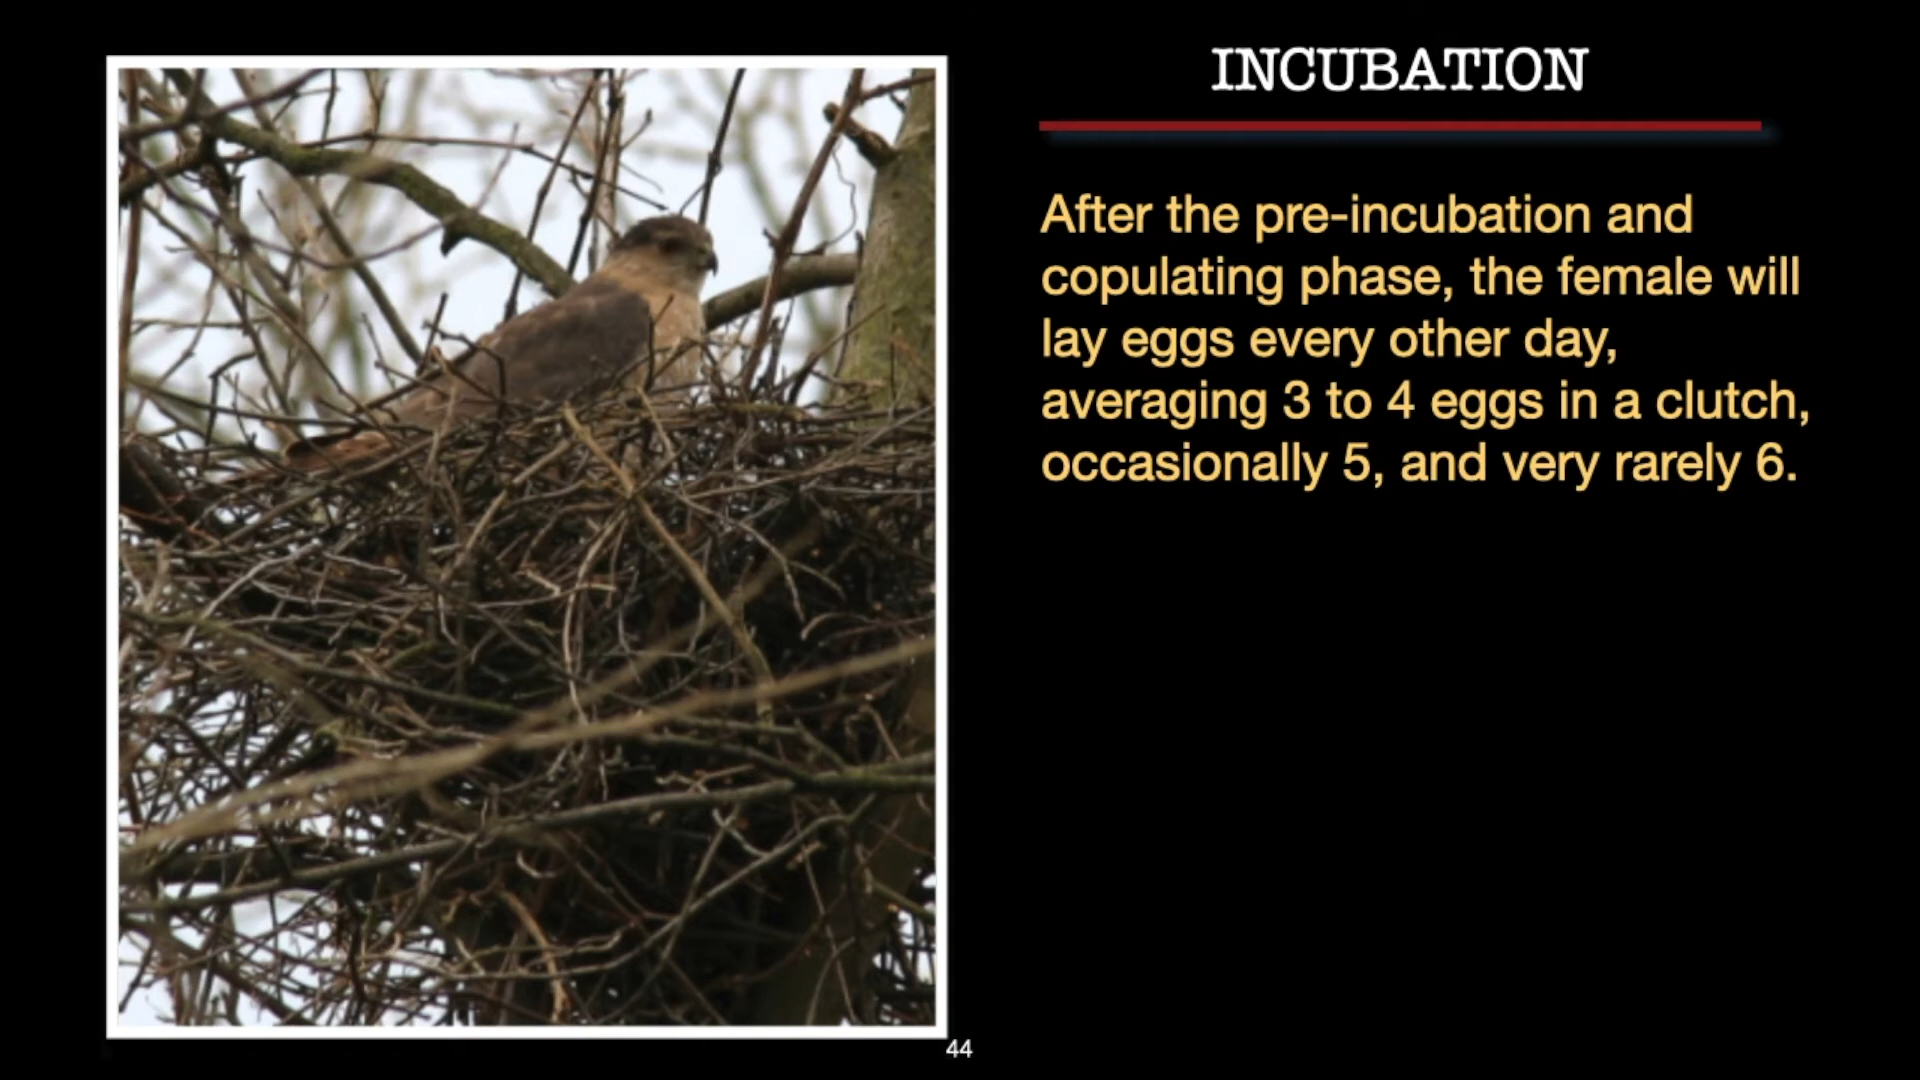 INCUBATION
After the pre-incubation and
copulating phase, the female will
lay eggs every other day,
averaging 3 to 4 eggs in a clutch,
occasionally 5, and very rarely 6.
44